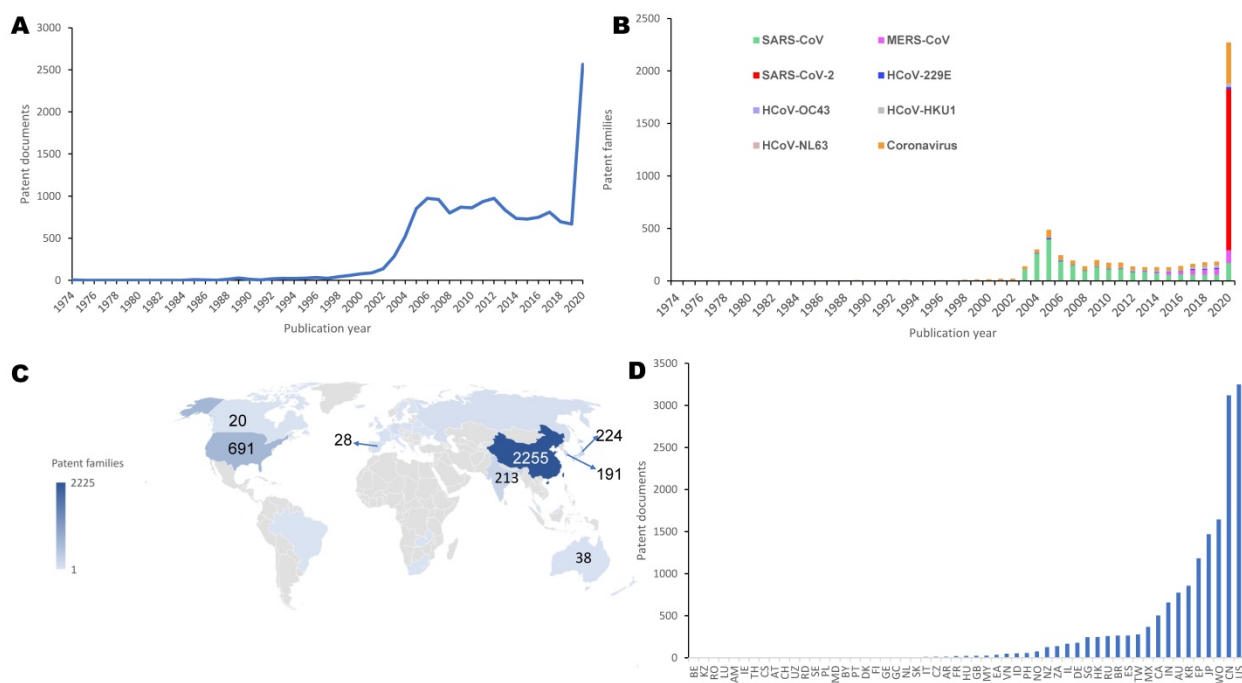 A
3000
2500
2000
1500
1000
500
0
Patent documents
1974
1976
1978
1980
1982
1984
1986
1988
1990
1992
1994
1996
1998
2000
2002
2004
2006
2008
2010
2012
2014
2016
2018
2020
Publication year
B
2500
2000
1500
1000
500
0
Patent families
SARS-CoV
MERS-CoV
SARS-CoV-2
HCoV-229E
HCoV-OC43
HCoV-HKU1
HCoV-NL63
Coronavirus
1974
1976
1978
1980
1982
1984
1986
1988
1990
1992
1994
1996
1998
2000
2002
2004
2006
2008
2010
2012
2014
2016
2018
2020
Publication year
C
Patent families
2225
1
20
691
28
2255
213
224
191
38
D
3500
3000
2500
2000
1500
1000
500
0
Patent documents
BE
KZ
RO
LU
AM
IE
TH
CS
AT
CH
UZ
RD
SE
PL
MD
BY
PT
DK
FI
GE
GC
NL
SK
IT
CZ
AR
FR
HU
GB
MY
EA
VN
ID
PH
NO
NZ
ZA
IL
DE
SG
HK
RU
BR
ES
TW
MX
CA
IN
AU
KR
EP
JP
WO
CN
US